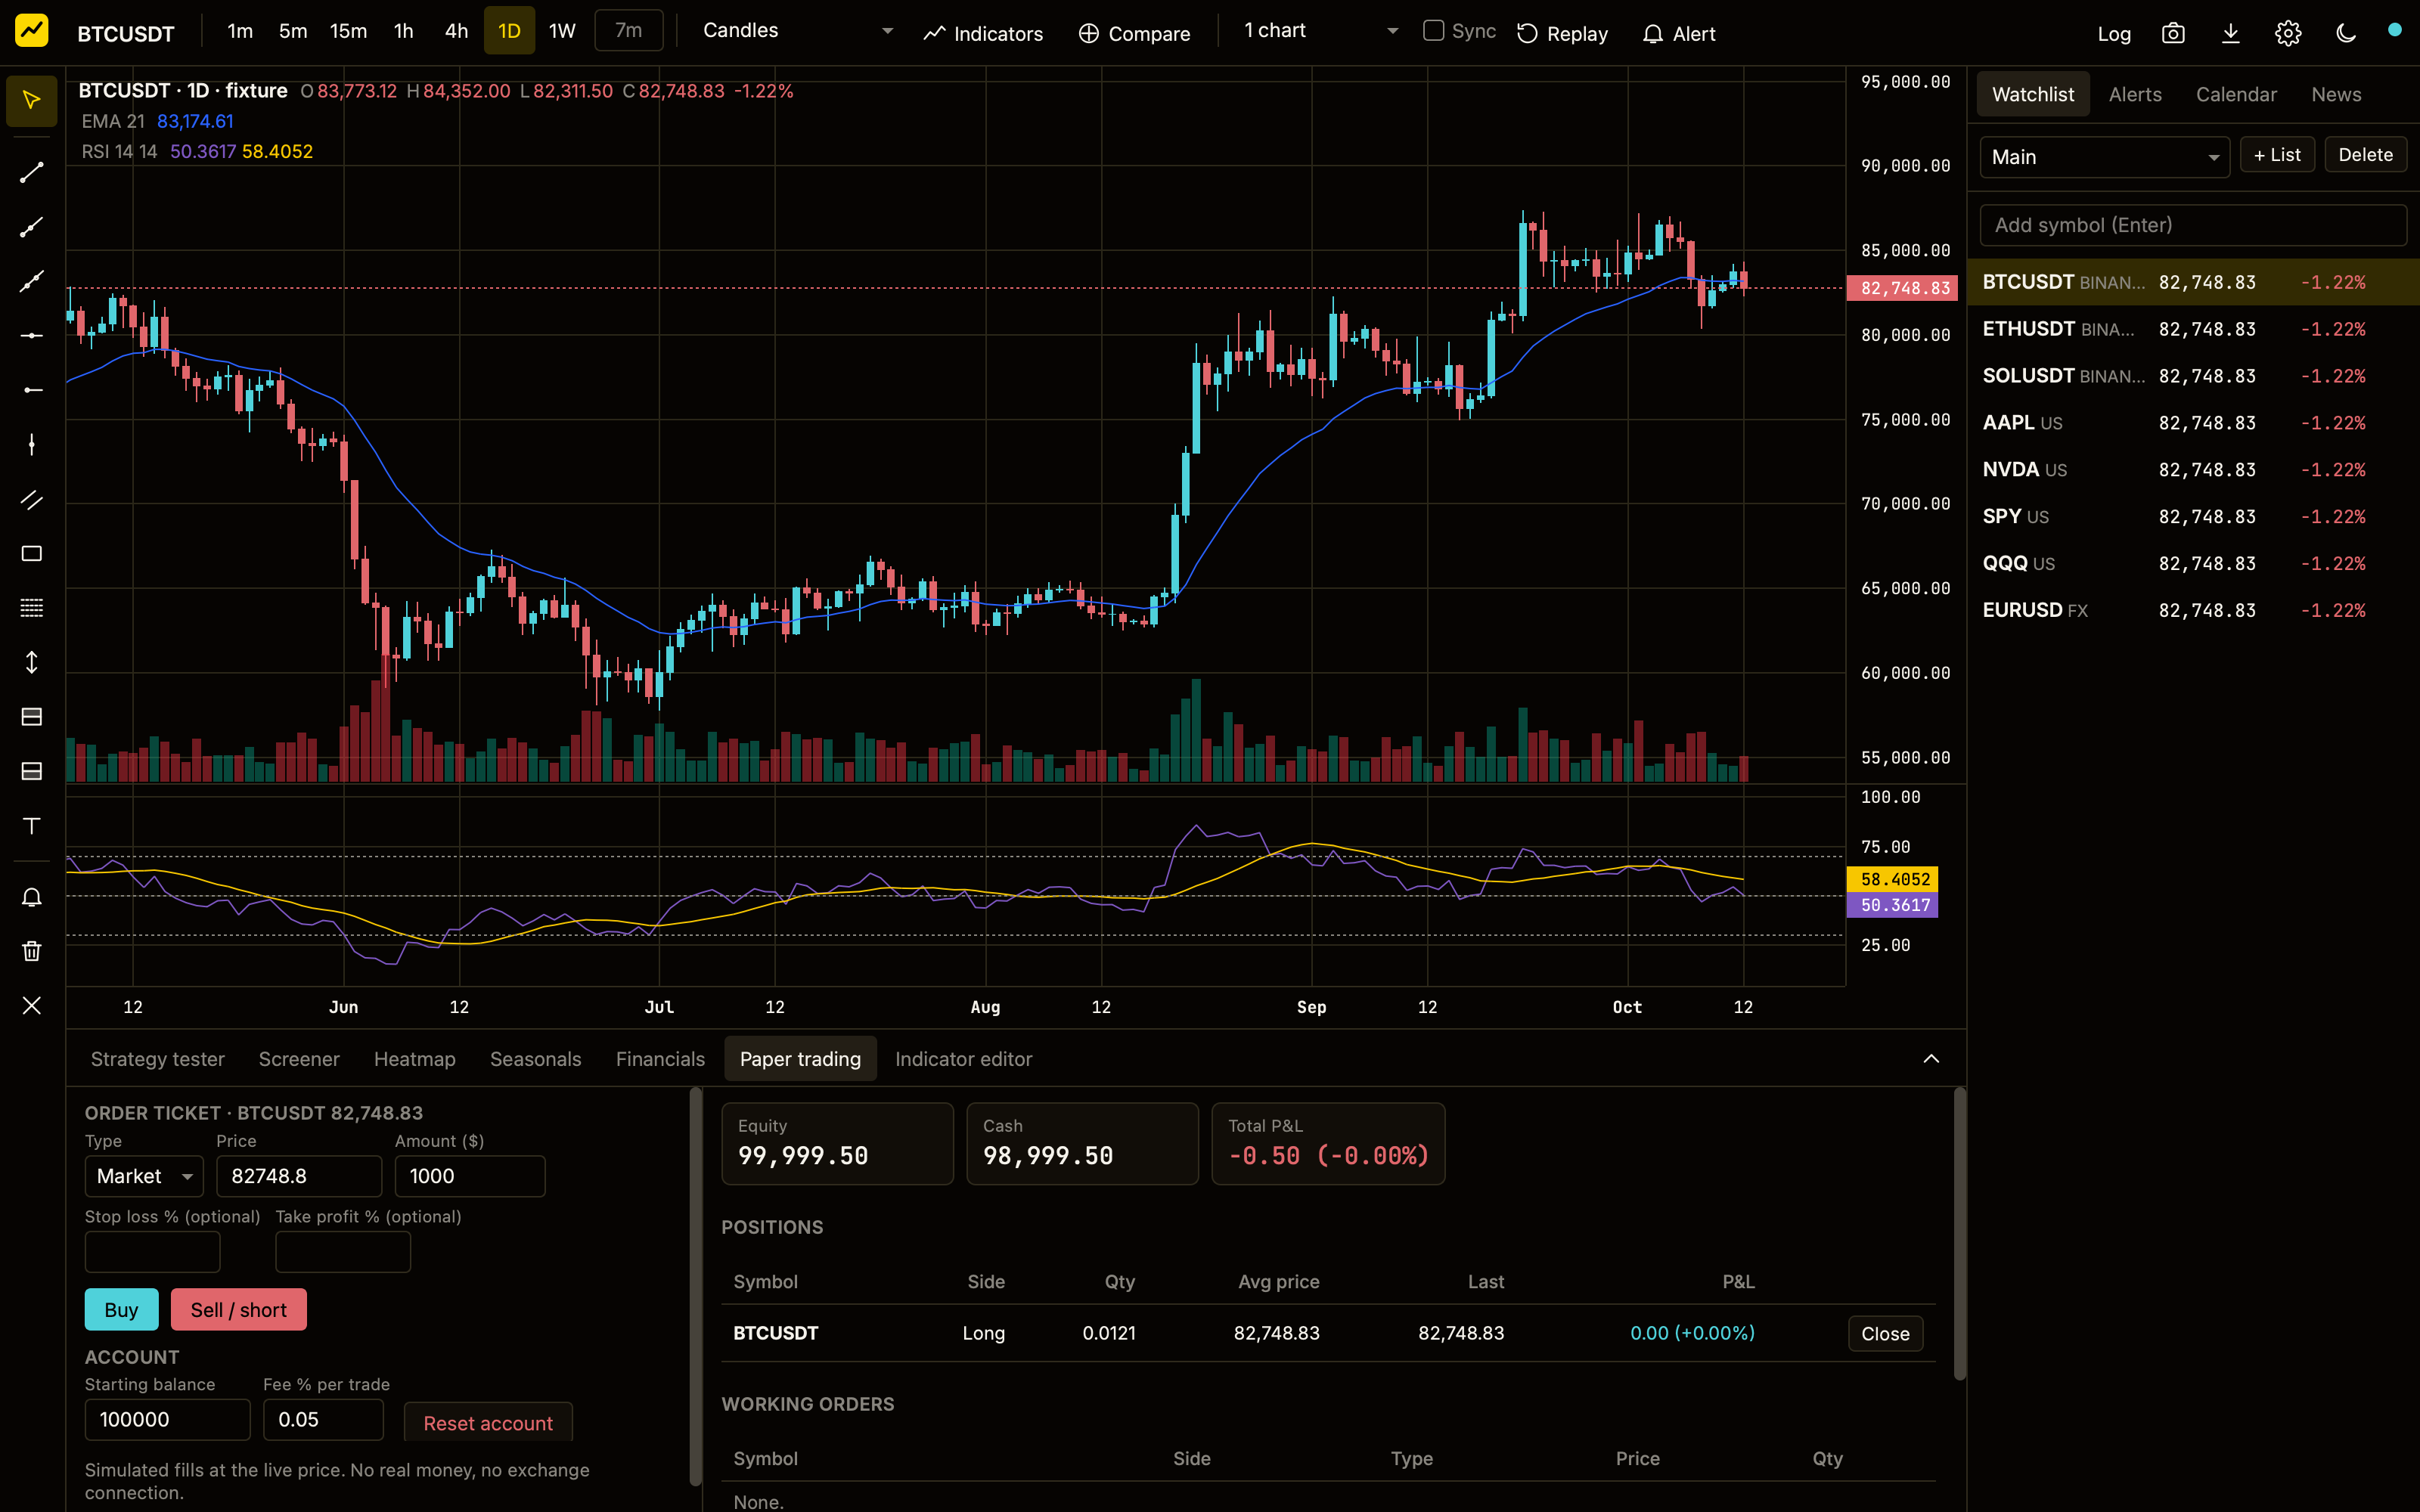 BTCUSDT 1m 5m 15m 1h 4h 1D 1W 7m Candles Indicators Compare 1 chart Sync Replay Alert Log
BTCUSDT · 1D · fixture O 83,773.12 H 84,352.00 L 82,311.50 C 82,748.83 -1.22%
EMA 21 83,174.61
RSI 14 14 50.3617 58.4052
95,000.00
90,000.00
85,000.00
82,748.83
80,000.00
75,000.00
70,000.00
65,000.00
60,000.00
55,000.00
100.00
75.00
58.4052
50.3617
25.00
12 Jun 12 Jul 12 Aug 12 Sep 12 Oct 12
Watchlist Alerts Calendar News
Main + List Delete
Add symbol (Enter)
BTCUSDT BINAN... 82,748.83 -1.22%
ETHUSDT BINA... 82,748.83 -1.22%
SOLUSDT BINAN... 82,748.83 -1.22%
AAPL US 82,748.83 -1.22%
NVDA US 82,748.83 -1.22%
SPY US 82,748.83 -1.22%
QQQ US 82,748.83 -1.22%
EURUSD FX 82,748.83 -1.22%
Strategy tester Screener Heatmap Seasonals Financials Paper trading Indicator editor
ORDER TICKET · BTCUSDT 82,748.83
Type Price Amount ($)
Market 82748.8 1000
Stop loss % (optional) Take profit % (optional)
Buy Sell / short
ACCOUNT
Starting balance Fee % per trade
100000 0.05 Reset account
Simulated fills at the live price. No real money, no exchange
connection.
Equity Cash Total P&L
99,999.50 98,999.50 -0.50 (-0.00%)
POSITIONS
Symbol Side Qty Avg price Last P&L
BTCUSDT Long 0.0121 82,748.83 82,748.83 0.00 (+0.00%) Close
WORKING ORDERS
Symbol Side Type Price Qty
None.